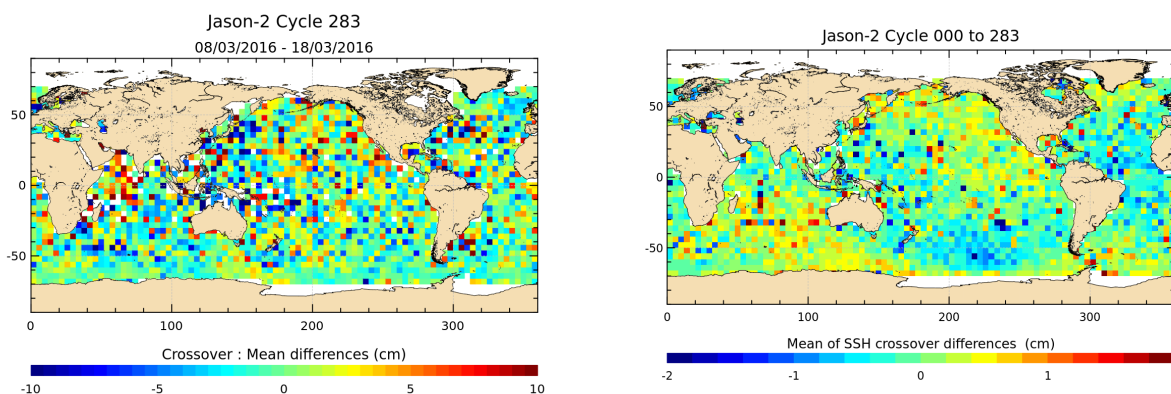 Jason-2 Cycle 283
08/03/2016 - 18/03/2016
50
0
-50
0 100 200 300
Crossover : Mean differences (cm)
-10 -5 0 5 10
Jason-2 Cycle 000 to 283
50
0
-50
0 100 200 300
Mean of SSH crossover differences (cm)
-2 -1 0 1